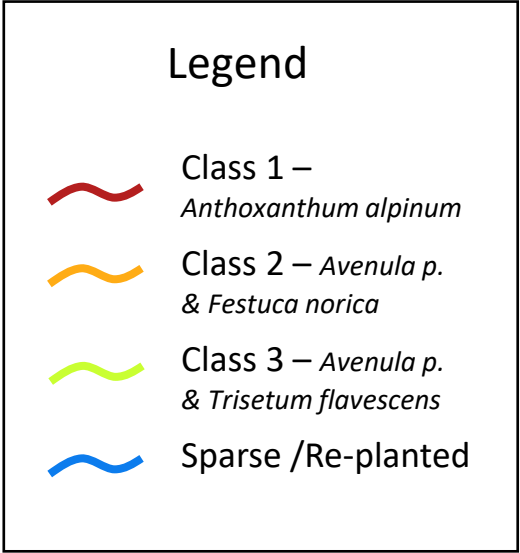 Legend
Class 1 –
Anthoxanthum alpinum
Class 2 – Avenula p.
& Festuca norica
Class 3 – Avenula p.
& Trisetum flavescens
Sparse /Re-planted